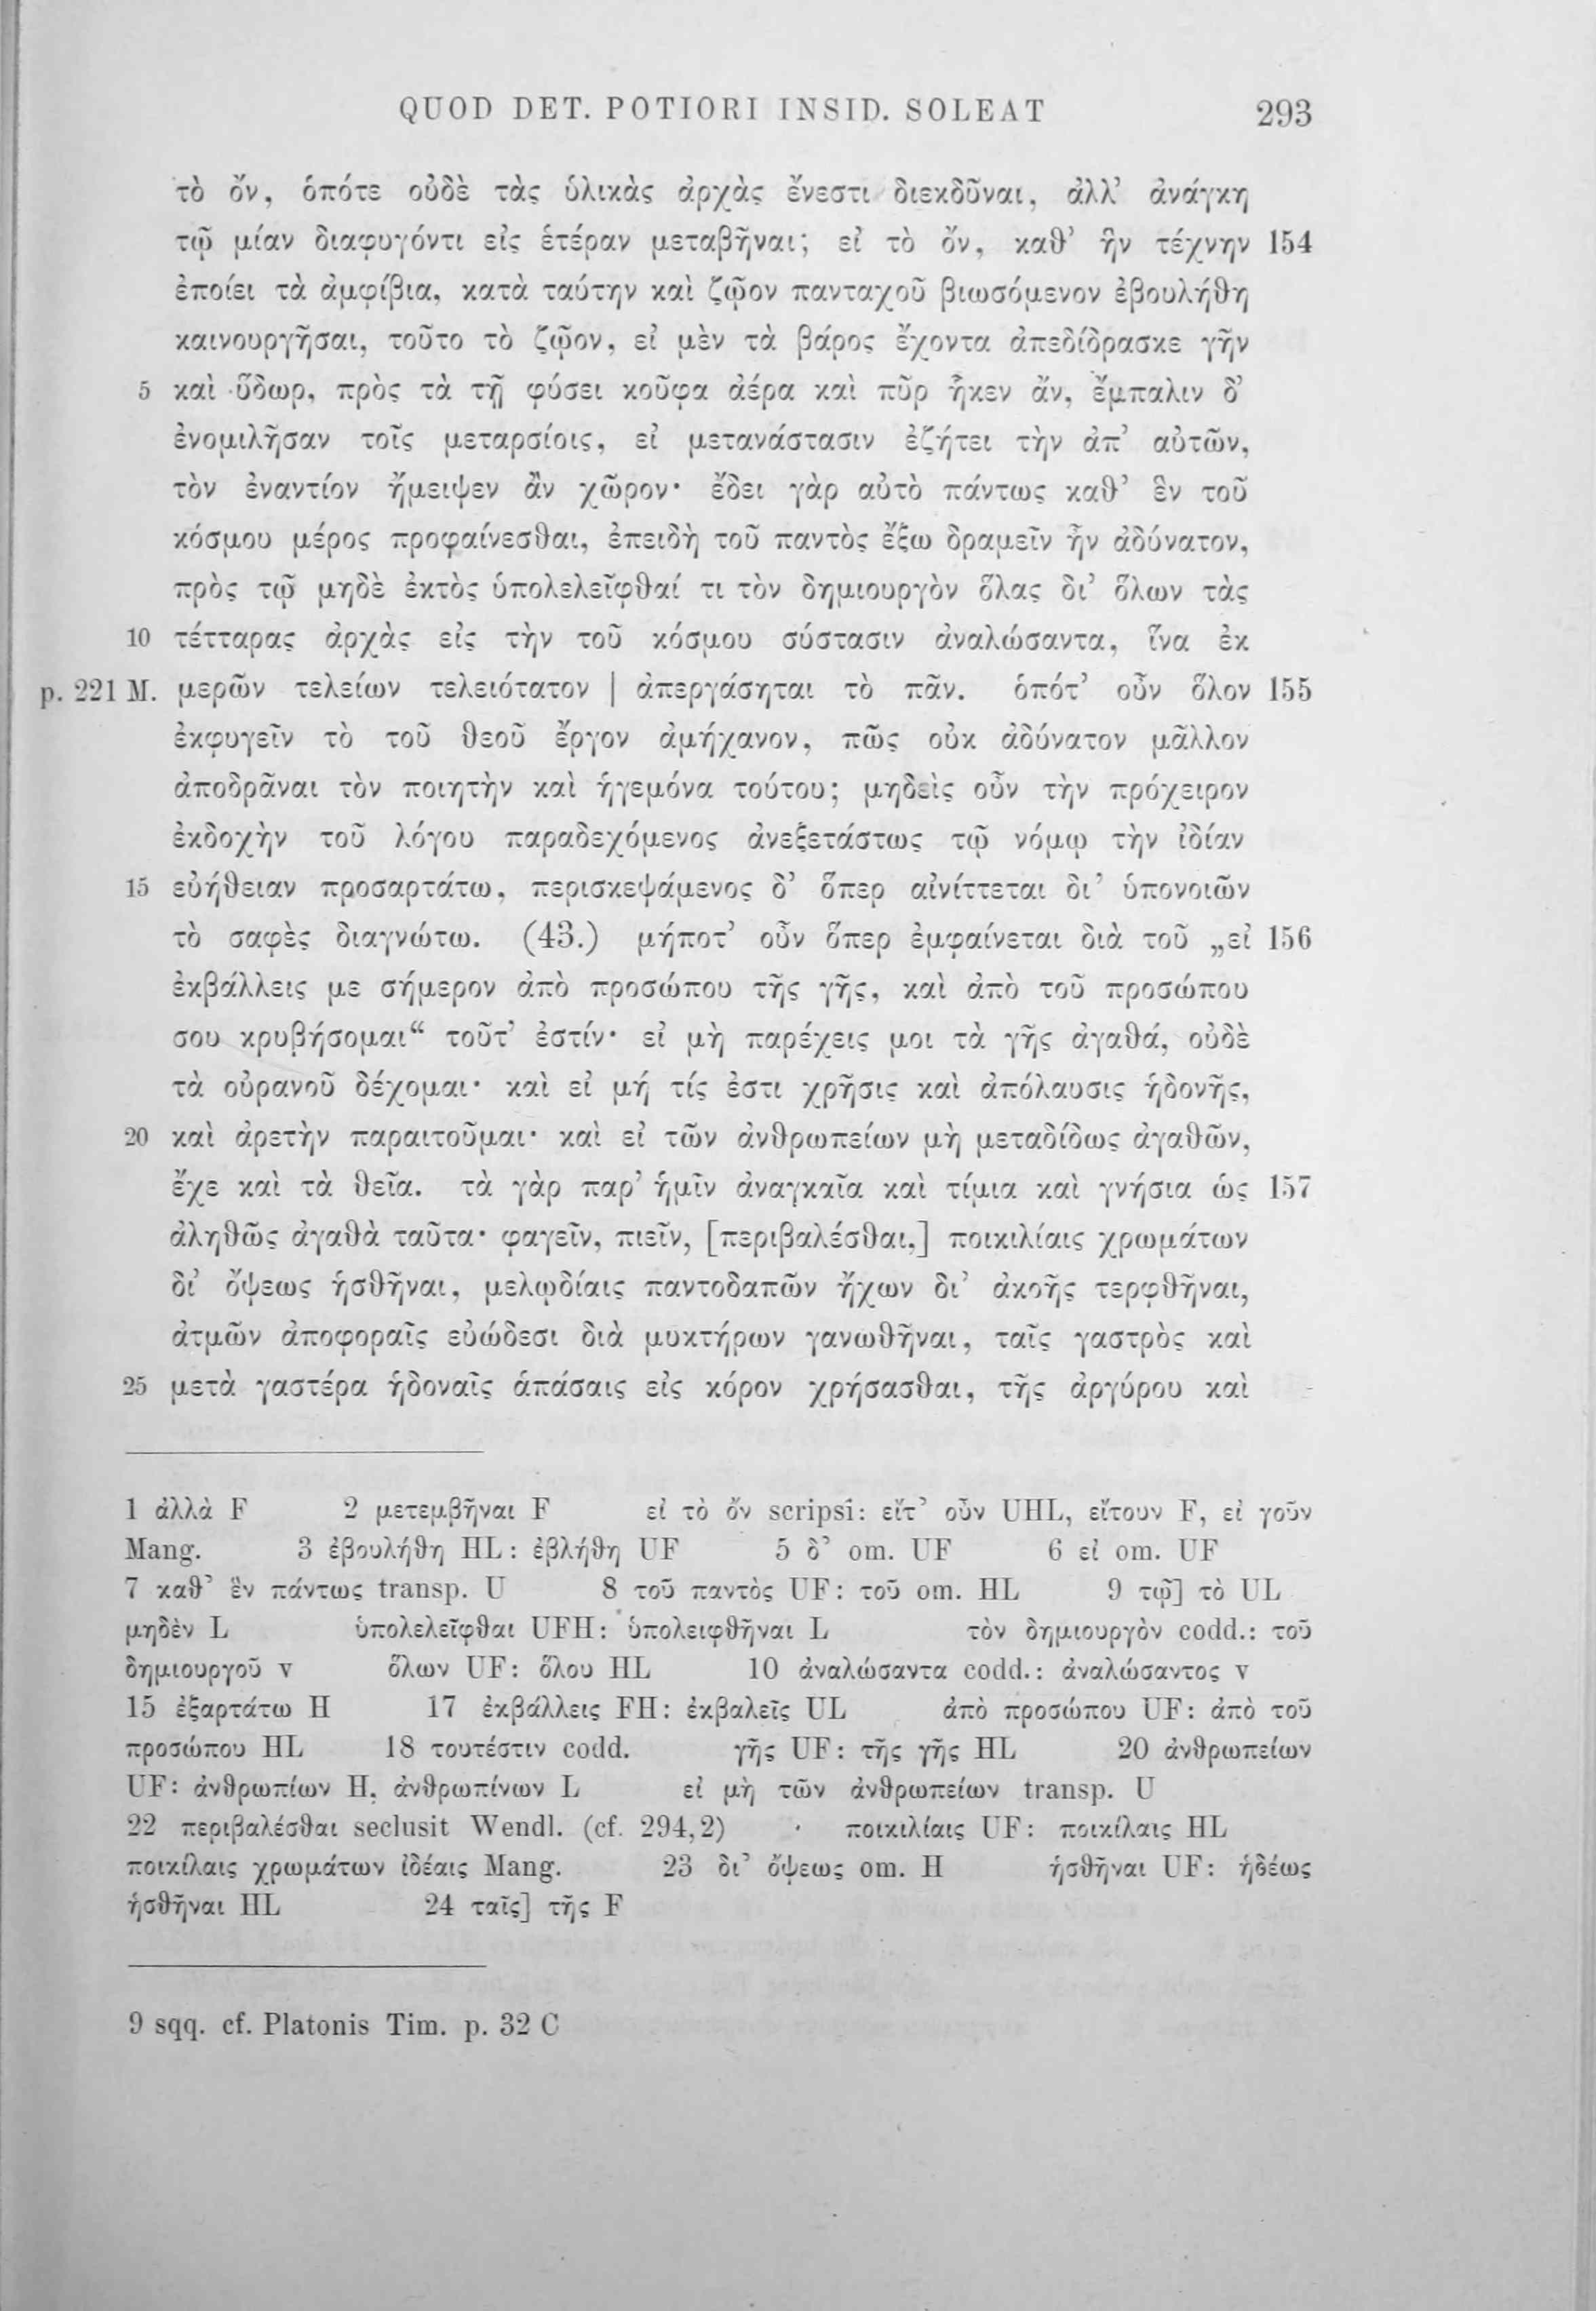 QUOD DET. POTIORI INSID. SOLEAT 293
τὸ ὄν, ὁπότε οὐδὲ τὰς ὑλικὰς ἀρχὰς ἔνεστι διεκδῦναι, ἀλλ’ ἀνάγκη
τῷ μίαν διαφυγόντι εἰς ἑτέραν μεταβῆναι; εἰ τὸ ὄν, καθ’ ἣν τέχνην 154
ἐποίει τὰ ἀμφίβια, κατὰ ταύτην καὶ ζῷον πανταχοῦ βιωσόμενον ἐβουλήθη
καινουργῆσαι, τοῦτο τὸ ζῷον, εἰ μὲν τὰ βάρος ἔχοντα ἀπεδίδρασκε γῆν
5 καὶ ὕδωρ, πρὸς τὰ τῇ φύσει κοῦφα ἀέρα καὶ πῦρ ἧκεν ἄν, ἔμπαλιν δ’
ἐνομιλῆσαν τοῖς μεταρσίοις, εἰ μετανάστασιν ἐζήτει τὴν ἀπ’ αὐτῶν,
τὸν ἐναντίον ἤμειψεν ἂν χῶρον· ἔδει γὰρ αὐτὸ πάντως καθ’ ἓν τοῦ
κόσμου μέρος προφαίνεσθαι, ἐπειδὴ τοῦ παντὸς ἔξω δραμεῖν ἦν ἀδύνατον,
πρὸς τῷ μηδὲ ἐκτὸς ὑπολελεῖφθαί τι τὸν δημιουργὸν ὅλας δι’ ὅλων τὰς
10 τέτταρας ἀρχὰς εἰς τὴν τοῦ κόσμου σύστασιν ἀναλώσαντα, ἵνα ἐκ
p. 221 M. μερῶν τελείων τελειότατον | ἀπεργάσηται τὸ πᾶν. ὁπότ’ οὖν ὅλον 155
ἐκφυγεῖν τὸ τοῦ θεοῦ ἔργον ἀμήχανον, πῶς οὐκ ἀδύνατον μᾶλλον
ἀποδρᾶναι τὸν ποιητὴν καὶ ἡγεμόνα τούτου; μηδεὶς οὖν τὴν πρόχειρον
ἐκδοχὴν τοῦ λόγου παραδεχόμενος ἀνεξετάστως τῷ νόμῳ τὴν ἰδίαν
15 εὐήθειαν προσαρτάτω, περισκεψάμενος δ’ ὅπερ αἰνίττεται δι’ ὑπονοιῶν
τὸ σαφὲς διαγνώτω. (43.) μήποτ’ οὖν ὅπερ ἐμφαίνεται διὰ τοῦ „εἰ 156
ἐκβάλλεις με σήμερον ἀπὸ προσώπου τῆς γῆς, καὶ ἀπὸ τοῦ προσώπου
σου κρυβήσομαι“ τοῦτ’ ἐστίν· εἰ μὴ παρέχεις μοι τὰ γῆς ἀγαθά, οὐδὲ
τὰ οὐρανοῦ δέχομαι· καὶ εἰ μή τίς ἐστι χρῆσις καὶ ἀπόλαυσις ἡδονῆς,
20 καὶ ἀρετὴν παραιτοῦμαι· καὶ εἰ τῶν ἀνθρωπείων μὴ μεταδίδως ἀγαθῶν,
ἔχε καὶ τὰ θεῖα. τὰ γὰρ παρ’ ἡμῖν ἀναγκαῖα καὶ τίμια καὶ γνήσια ὡς 157
ἀληθῶς ἀγαθὰ ταῦτα· φαγεῖν, πιεῖν, [περιβαλέσθαι,] ποικιλίαις χρωμάτων
δι’ ὄψεως ἡσθῆναι, μελῳδίαις παντοδαπῶν ἤχων δι’ ἀκοῆς τερφθῆναι,
ἀτμῶν ἀποφοραῖς εὐώδεσι διὰ μυκτήρων γανωθῆναι, ταῖς γαστρὸς καὶ
25 μετὰ γαστέρα ἡδοναῖς ἁπάσαις εἰς κόρον χρήσασθαι, τῆς ἀργύρου καὶ
1 ἀλλὰ F 2 μετεμβῆναι F εἰ τὸ ὄν scripsi: εἴτ’ οὖν UHL, εἴτουν F, εἰ γοῦν
Mang. 3 ἐβουλήθη HL: ἐβλήθη UF 5 δ’ om. UF 6 εἰ om. UF
7 καθ’ ἓν πάντως transp. U 8 τοῦ παντὸς UF: τοῦ om. HL 9 τῷ] τὸ UL
μηδὲν L ὑπολελεῖφθαι UFH: ὑπολειφθῆναι L τὸν δημιουργὸν codd.: τοῦ
δημιουργοῦ v ὅλων UF: ὅλου HL 10 ἀναλώσαντα codd.: ἀναλώσαντος v
15 ἐξαρτάτω H 17 ἐκβάλλεις FH: ἐκβαλεῖς UL ἀπὸ προσώπου UF: ἀπὸ τοῦ
προσώπου HL 18 τουτέστιν codd. γῆς UF: τῆς γῆς HL 20 ἀνθρωπείων
UF: ἀνθρωπίων H, ἀνθρωπίνων L εἰ μὴ τῶν ἀνθρωπείων transp. U
22 περιβαλέσθαι seclusit Wendl. (cf. 294,2) ποικιλίαις UF: ποικίλαις HL
ποικίλαις χρωμάτων ἰδέαις Mang. 23 δι’ ὄψεως om. H ἡσθῆναι UF: ἡδέως
ἡσθῆναι HL 24 ταῖς] τῆς F
9 sqq. cf. Platonis Tim. p. 32 C